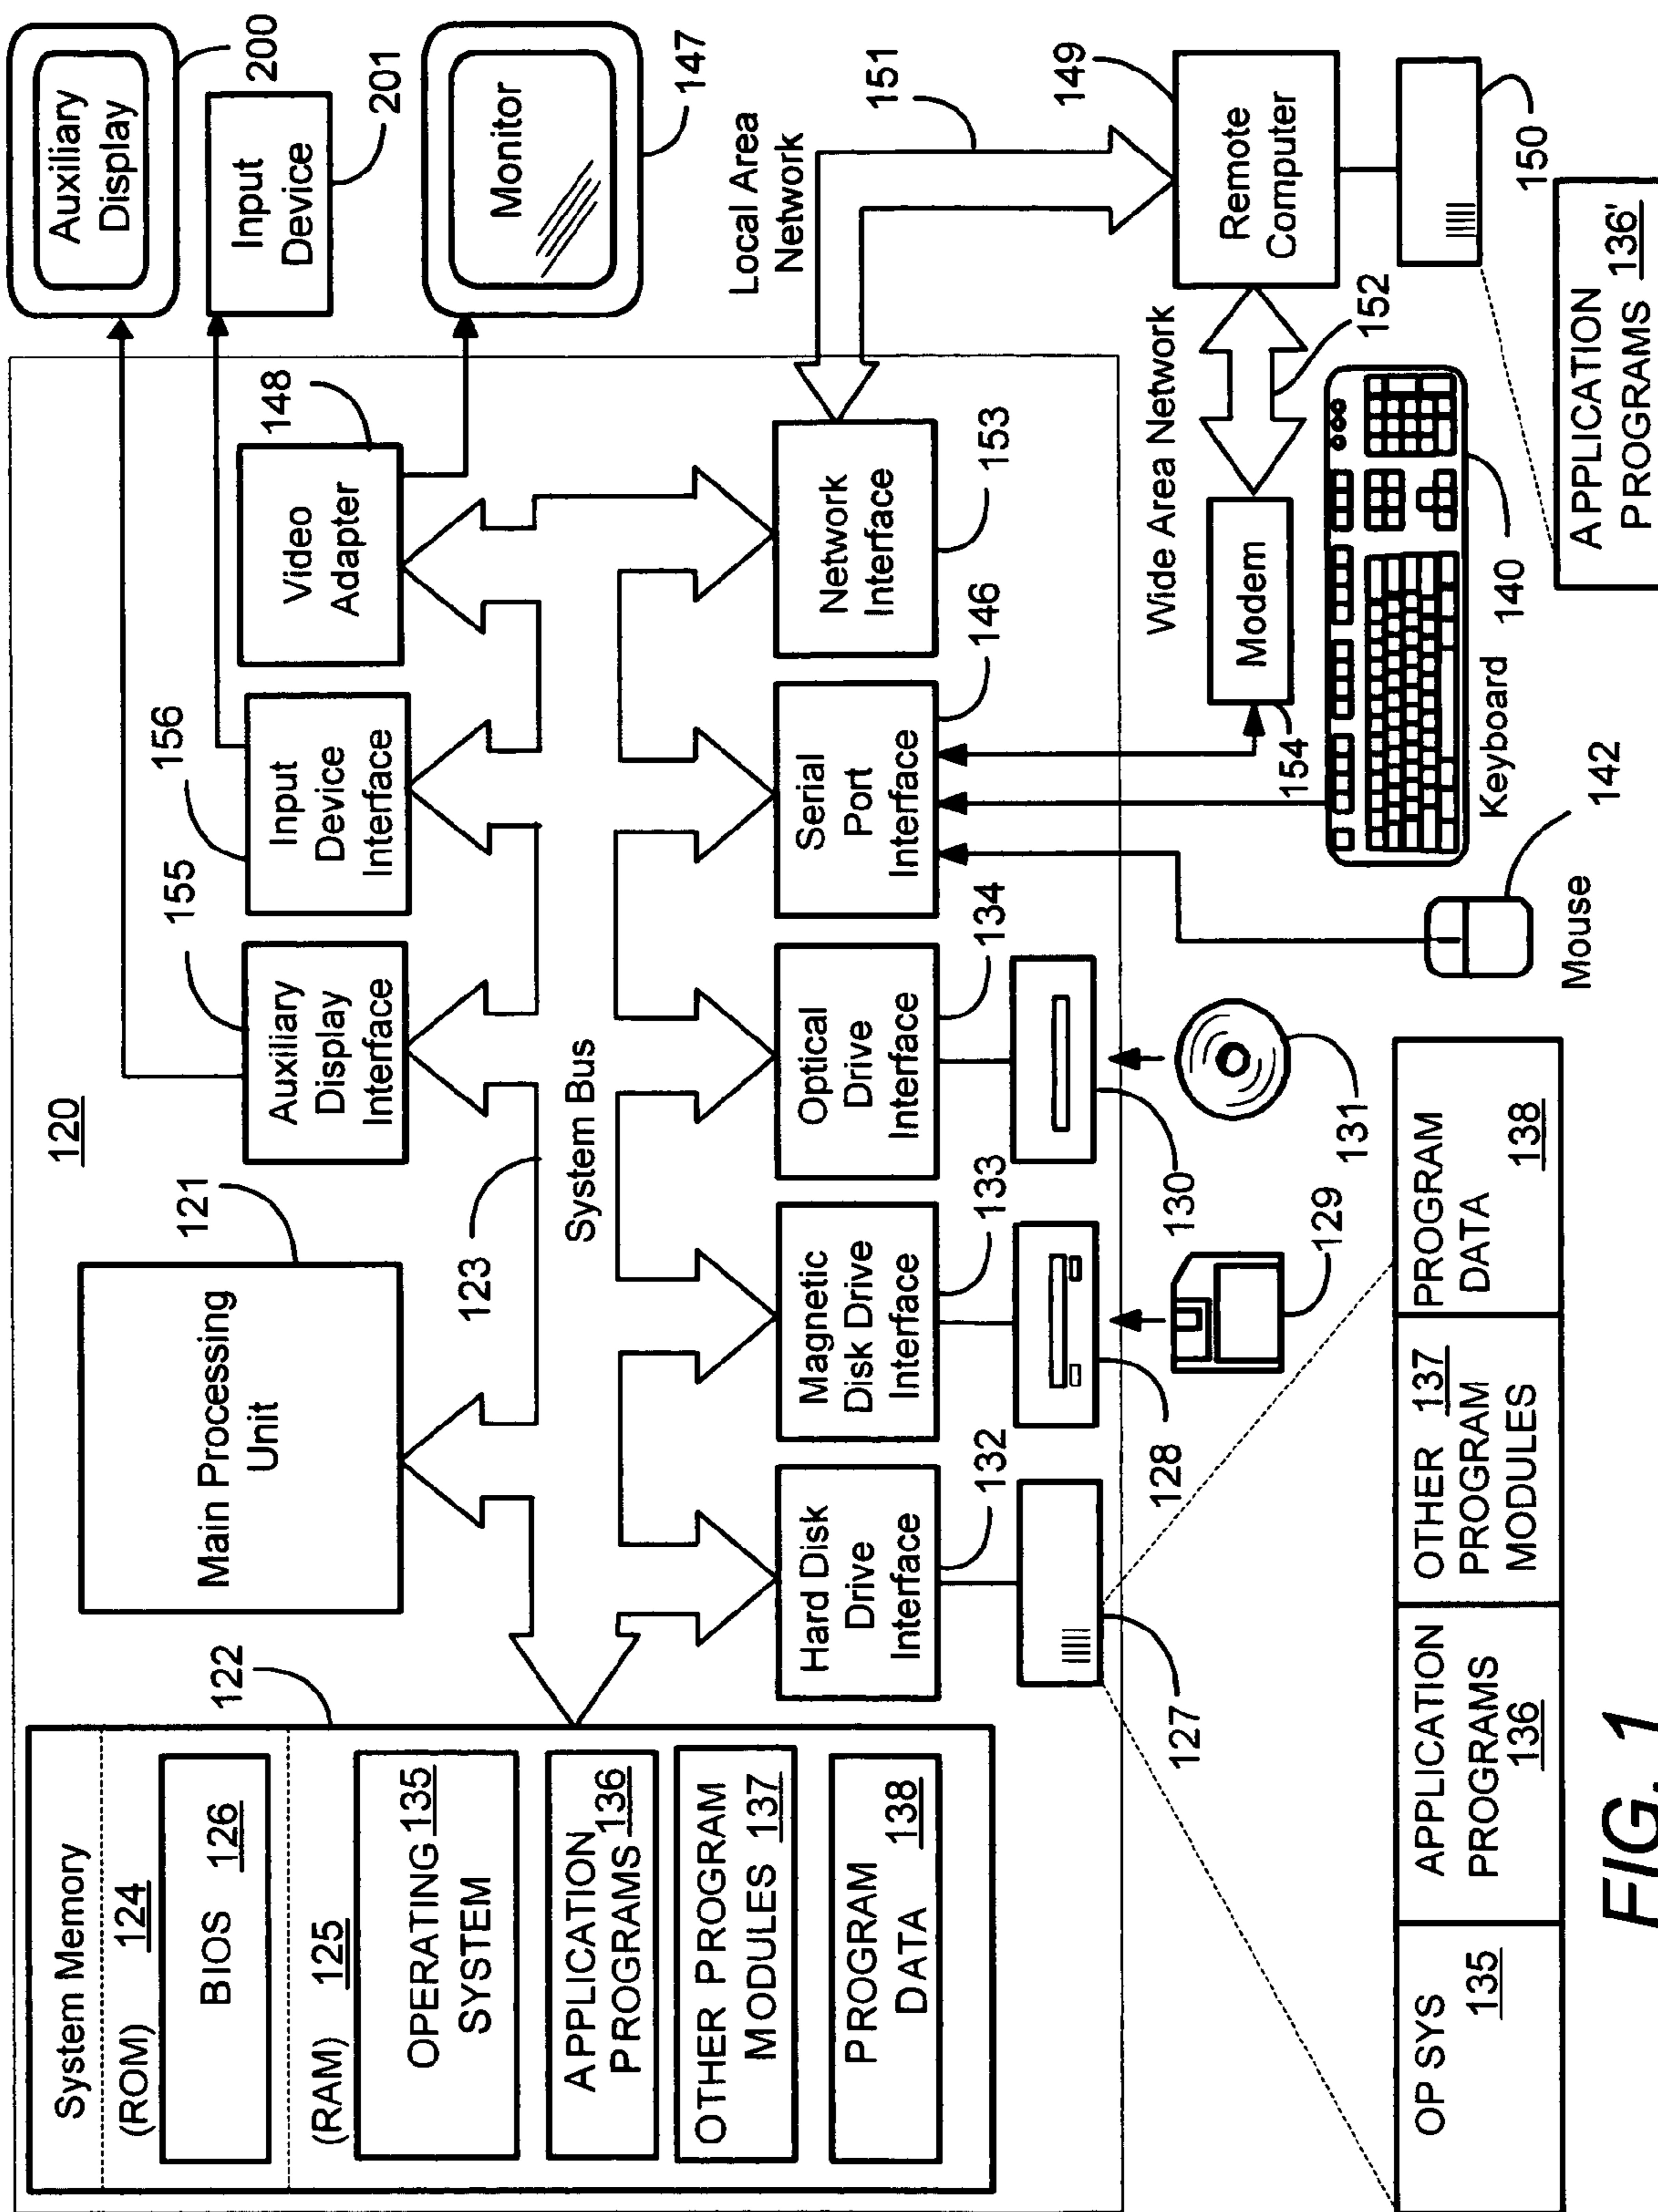 120
System Memory
(ROM) 124
BIOS 126
(RAM) 125
OPERATING 135
SYSTEM
APPLICATION
PROGRAMS 136
OTHER PROGRAM
MODULES 137
PROGRAM
DATA 138
122
Main Processing
Unit
121
123
System Bus
Auxiliary
Display
Interface
155
Input
Device
Interface
156
Video
Adapter
148
Auxiliary
Display
200
Input
Device
201
Monitor
147
Hard Disk
Drive
Interface
132
Magnetic
Disk Drive
Interface
133
Optical
Drive
Interface
134
Serial
Port
Interface
146
Network
Interface
153
Local Area
Network
151
127
128
129
130
131
Wide Area Network
Modem
154
152
Remote
Computer
149
150
Mouse
142
Keyboard
140
OP SYS
135
APPLICATION
PROGRAMS
136
OTHER 137
PROGRAM
MODULES
PROGRAM
DATA
138
APPLICATION
PROGRAMS 136'
FIG. 1